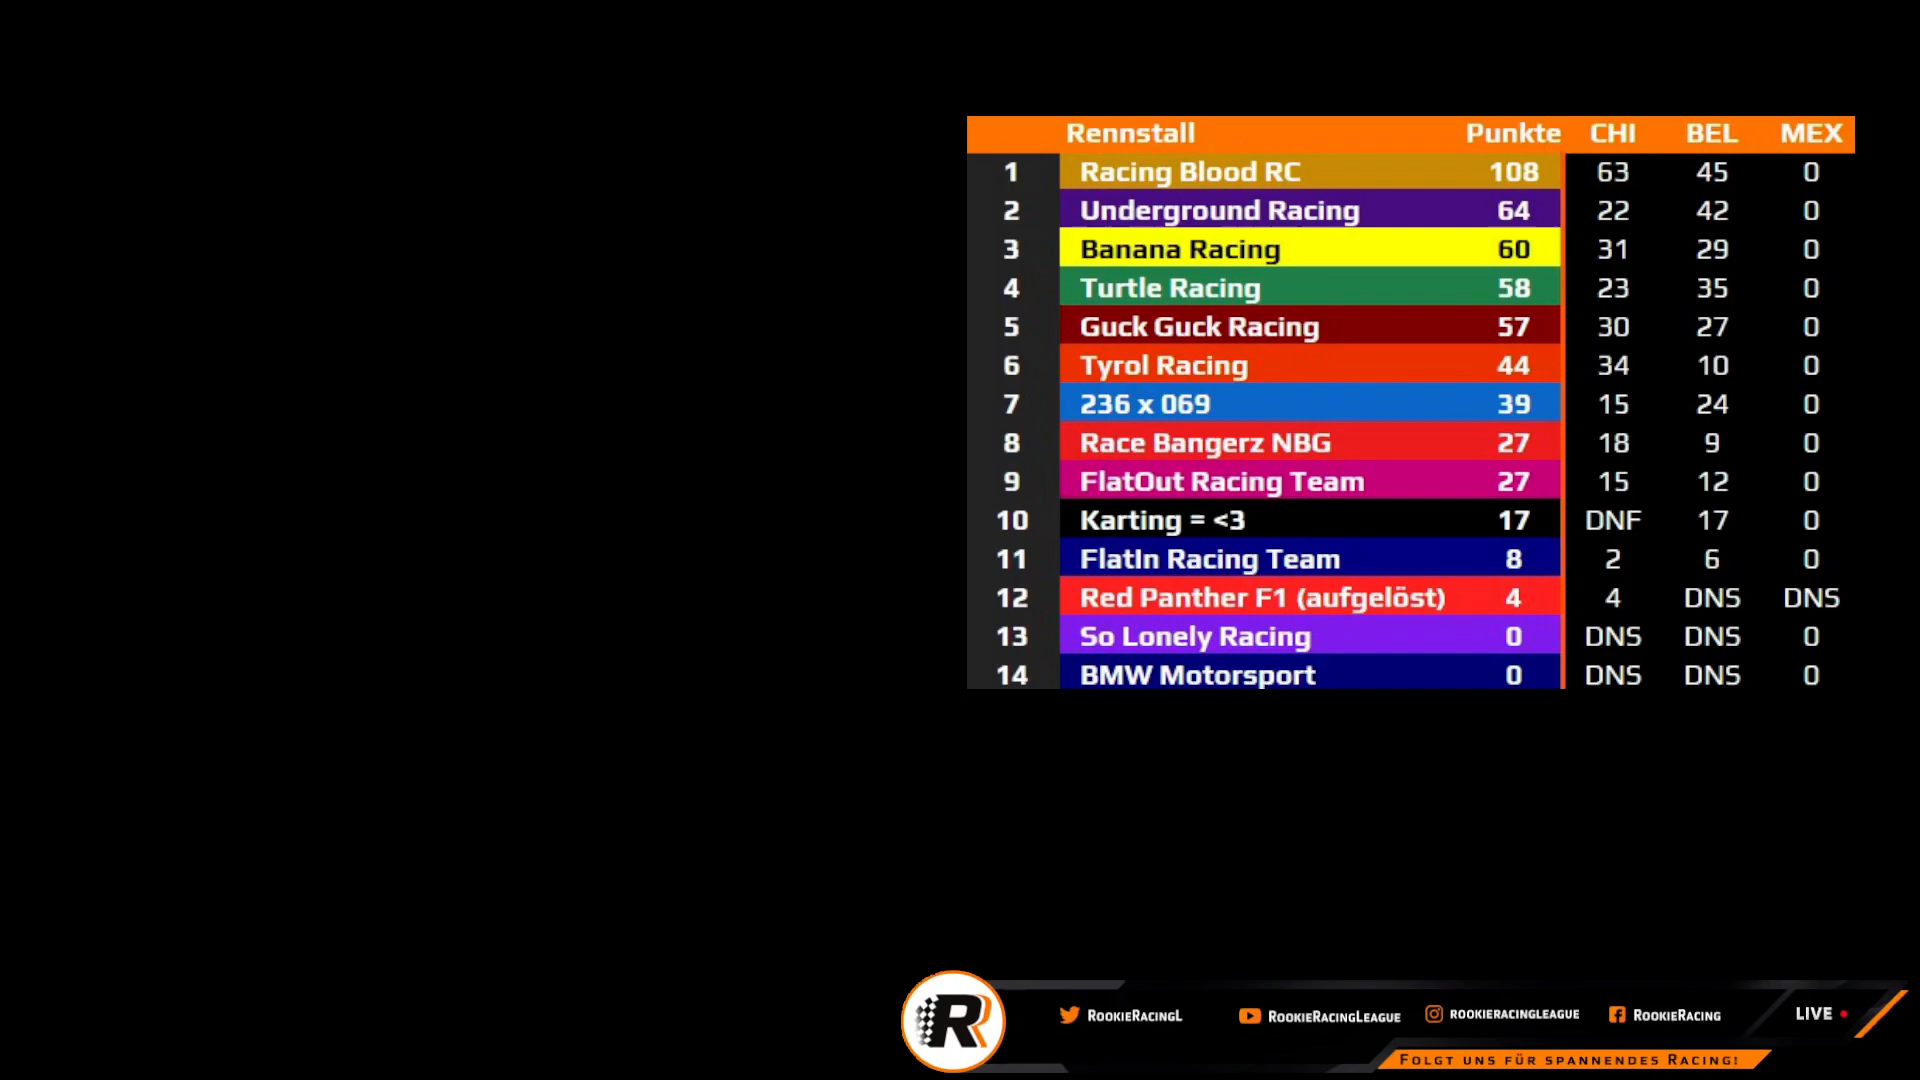 Rennstall Punkte CHI BEL MEX
1 Racing Blood RC 108 63 45 0
2 Underground Racing 64 22 42 0
3 Banana Racing 60 31 29 0
4 Turtle Racing 58 23 35 0
5 Guck Guck Racing 57 30 27 0
6 Tyrol Racing 44 34 10 0
7 236 x 069 39 15 24 0
8 Race Bangerz NBG 27 18 9 0
9 FlatOut Racing Team 27 15 12 0
10 Karting = <3 17 DNF 17 0
11 FlatIn Racing Team 8 2 6 0
12 Red Panther F1 (aufgelöst) 4 4 DNS DNS
13 So Lonely Racing 0 DNS DNS 0
14 BMW Motorsport 0 DNS DNS 0
R RookieRacingL RookieRacingLeague rookieracingleague RookieRacing LIVE
Folgt uns für spannendes Racing!